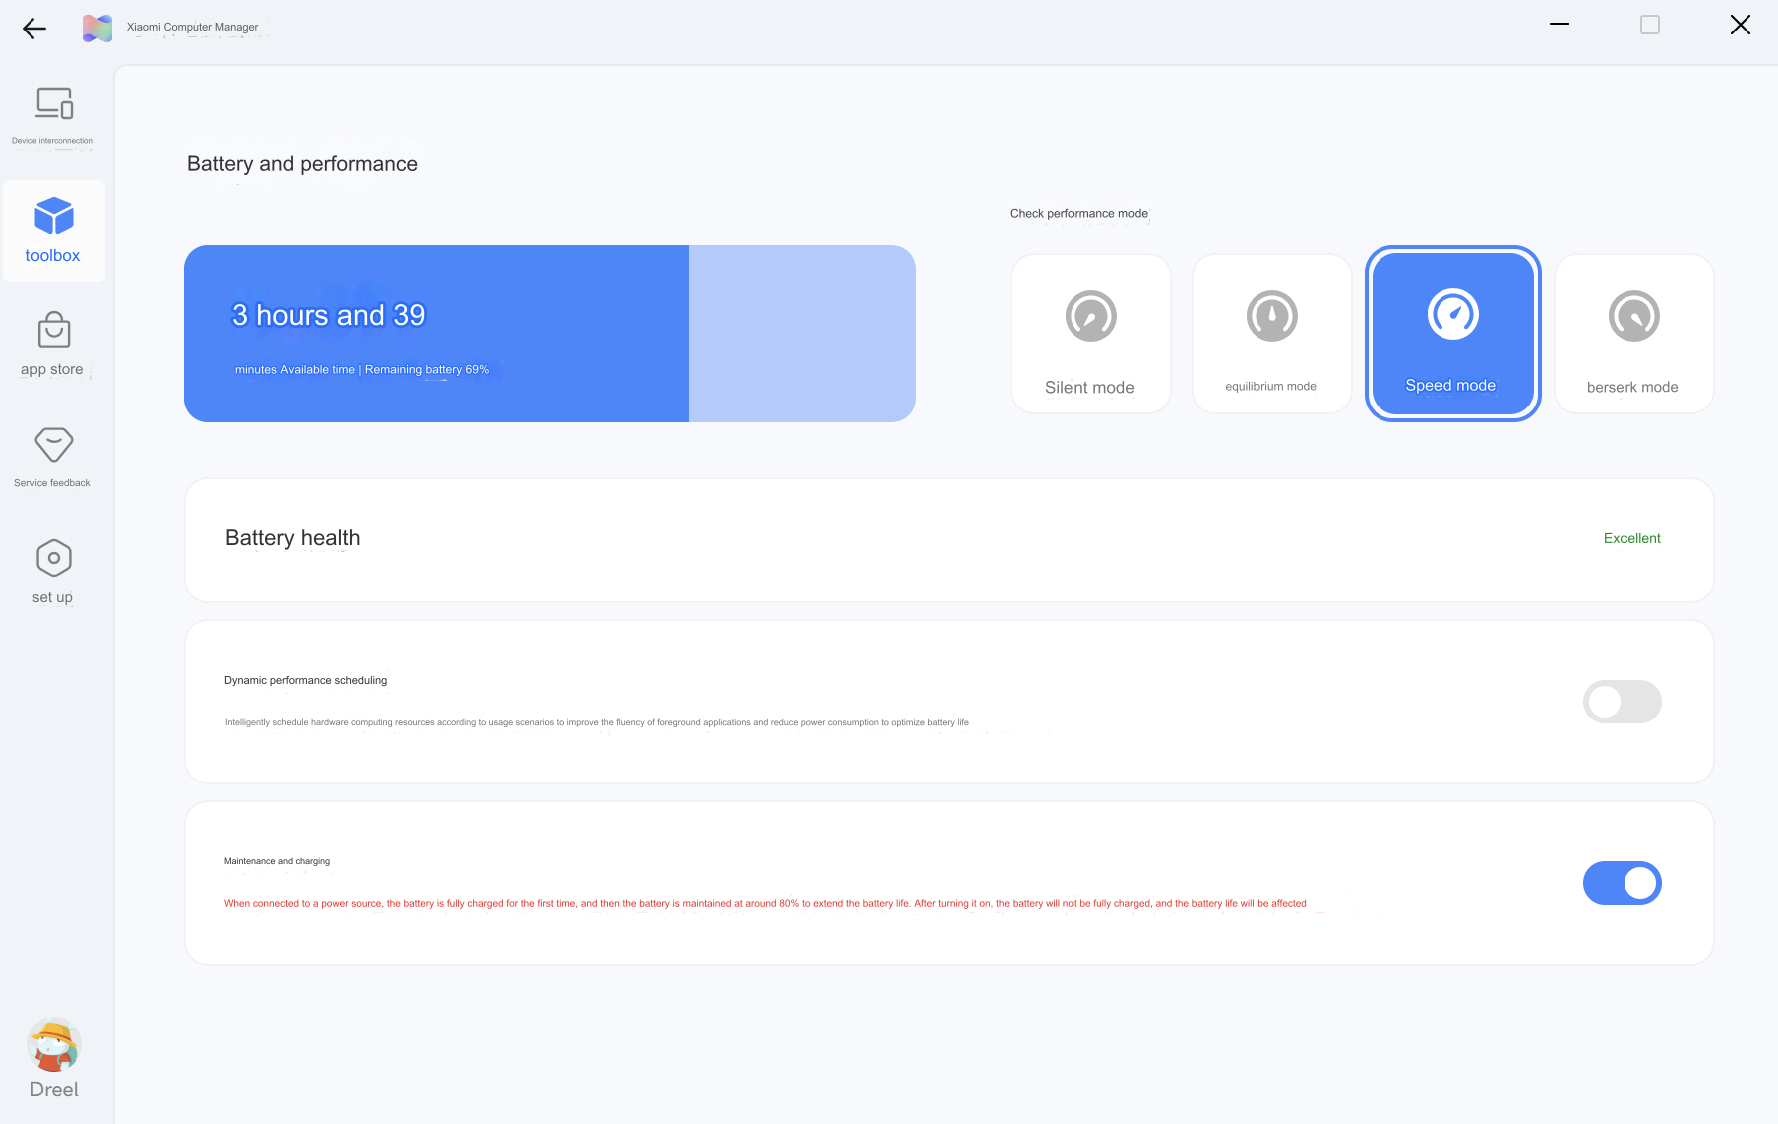 Xiaomi Computer Manager
Device interconnection
toolbox
app store
Service feedback
set up
Dreel
Battery and performance
3 hours and 39
minutes Available time | Remaining battery 69%
Check performance mode
Silent mode
equilibrium mode
Speed mode
berserk mode
Battery health
Excellent
Dynamic performance scheduling
Intelligently schedule hardware computing resources according to usage scenarios to improve the fluency of foreground applications and reduce power consumption to optimize battery life
Maintenance and charging
When connected to a power source, the battery is fully charged for the first time, and then the battery is maintained at around 80% to extend the battery life. After turning it on, the battery will not be fully charged, and the battery life will be affected